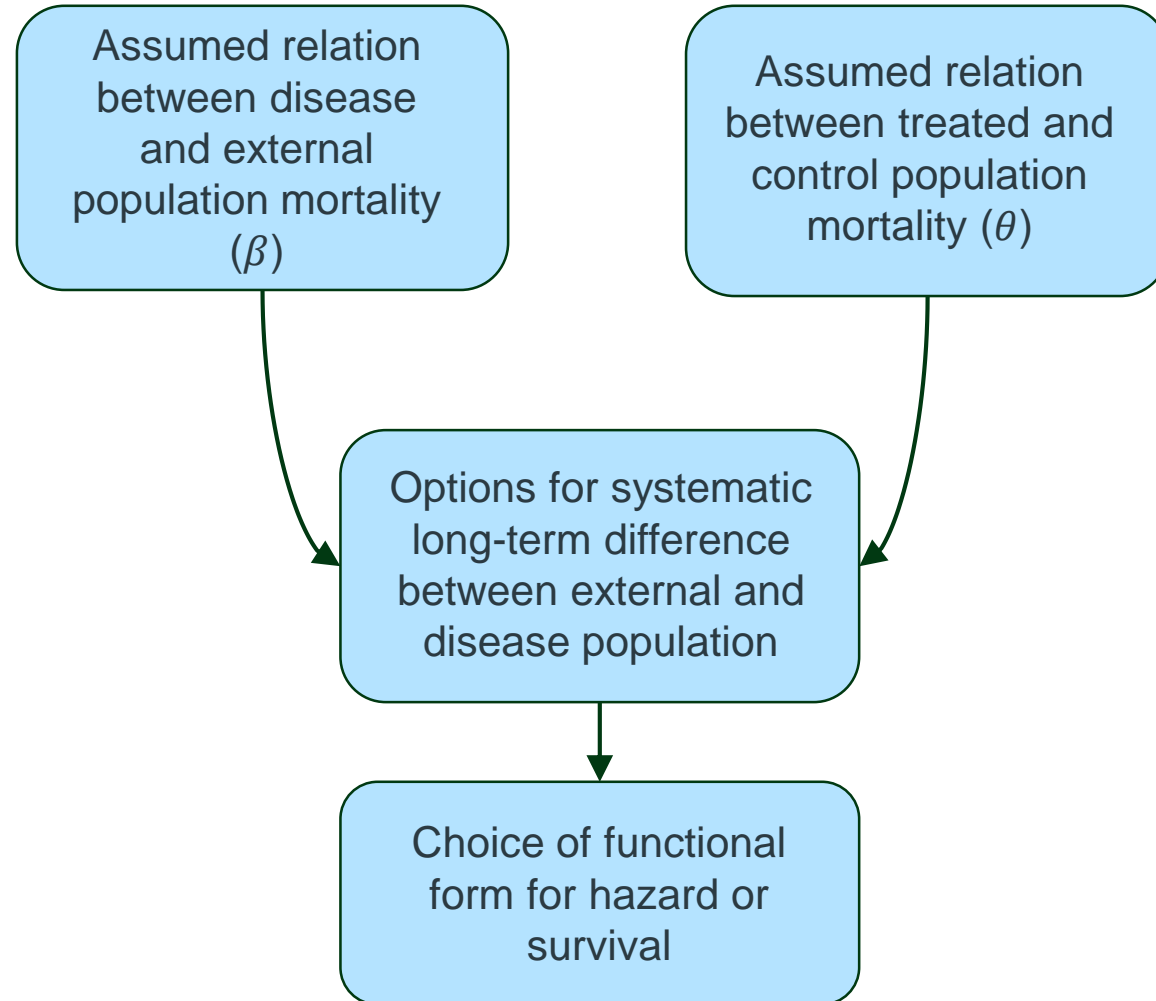 Assumed relation
between disease
and external
population mortality
(β)
Assumed relation
between treated and
control population
mortality (θ)
Options for systematic
long-term difference
between external and
disease population
Choice of functional
form for hazard or
survival